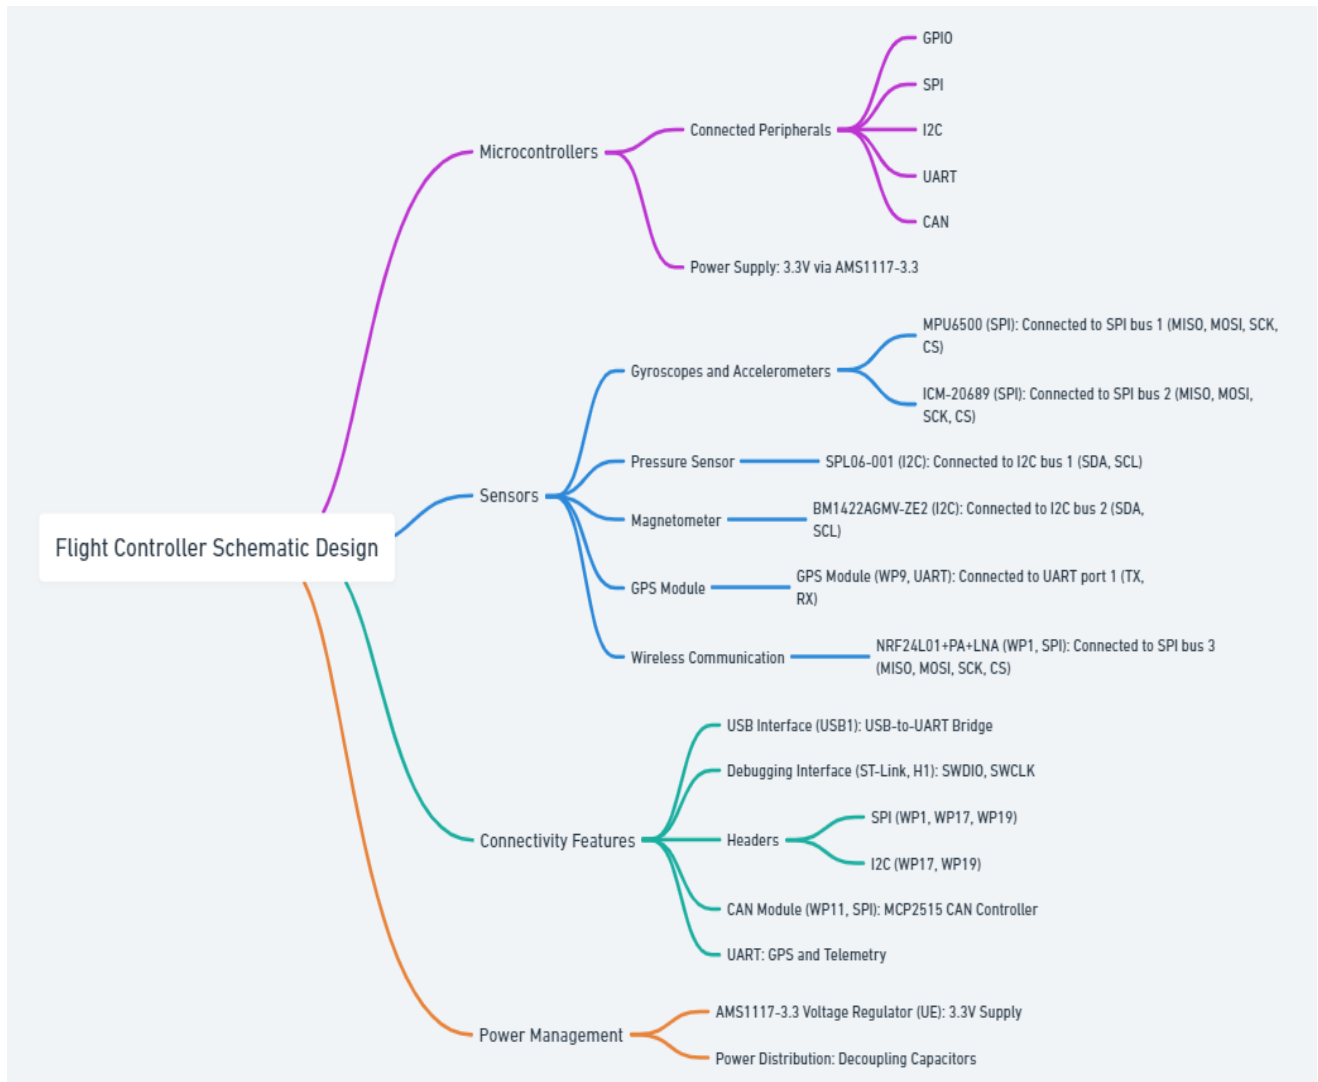 Flight Controller Schematic Design
Microcontrollers
Connected Peripherals
GPIO
SPI
I2C
UART
CAN
Power Supply: 3.3V via AMS1117-3.3
Sensors
Gyroscopes and Accelerometers
MPU6500 (SPI): Connected to SPI bus 1 (MISO, MOSI, SCK,
CS)
ICM-20689 (SPI): Connected to SPI bus 2 (MISO, MOSI,
SCK, CS)
Pressure Sensor
SPL06-001 (I2C): Connected to I2C bus 1 (SDA, SCL)
Magnetometer
BM1422AGMV-ZE2 (I2C): Connected to I2C bus 2 (SDA,
SCL)
GPS Module
GPS Module (WP9, UART): Connected to UART port 1 (TX,
RX)
Wireless Communication
NRF24L01+PA+LNA (WP1, SPI): Connected to SPI bus 3
(MISO, MOSI, SCK, CS)
Connectivity Features
USB Interface (USB1): USB-to-UART Bridge
Debugging Interface (ST-Link, H1): SWDIO, SWCLK
Headers
SPI (WP1, WP17, WP19)
I2C (WP17, WP19)
CAN Module (WP11, SPI): MCP2515 CAN Controller
UART: GPS and Telemetry
Power Management
AMS1117-3.3 Voltage Regulator (UE): 3.3V Supply
Power Distribution: Decoupling Capacitors